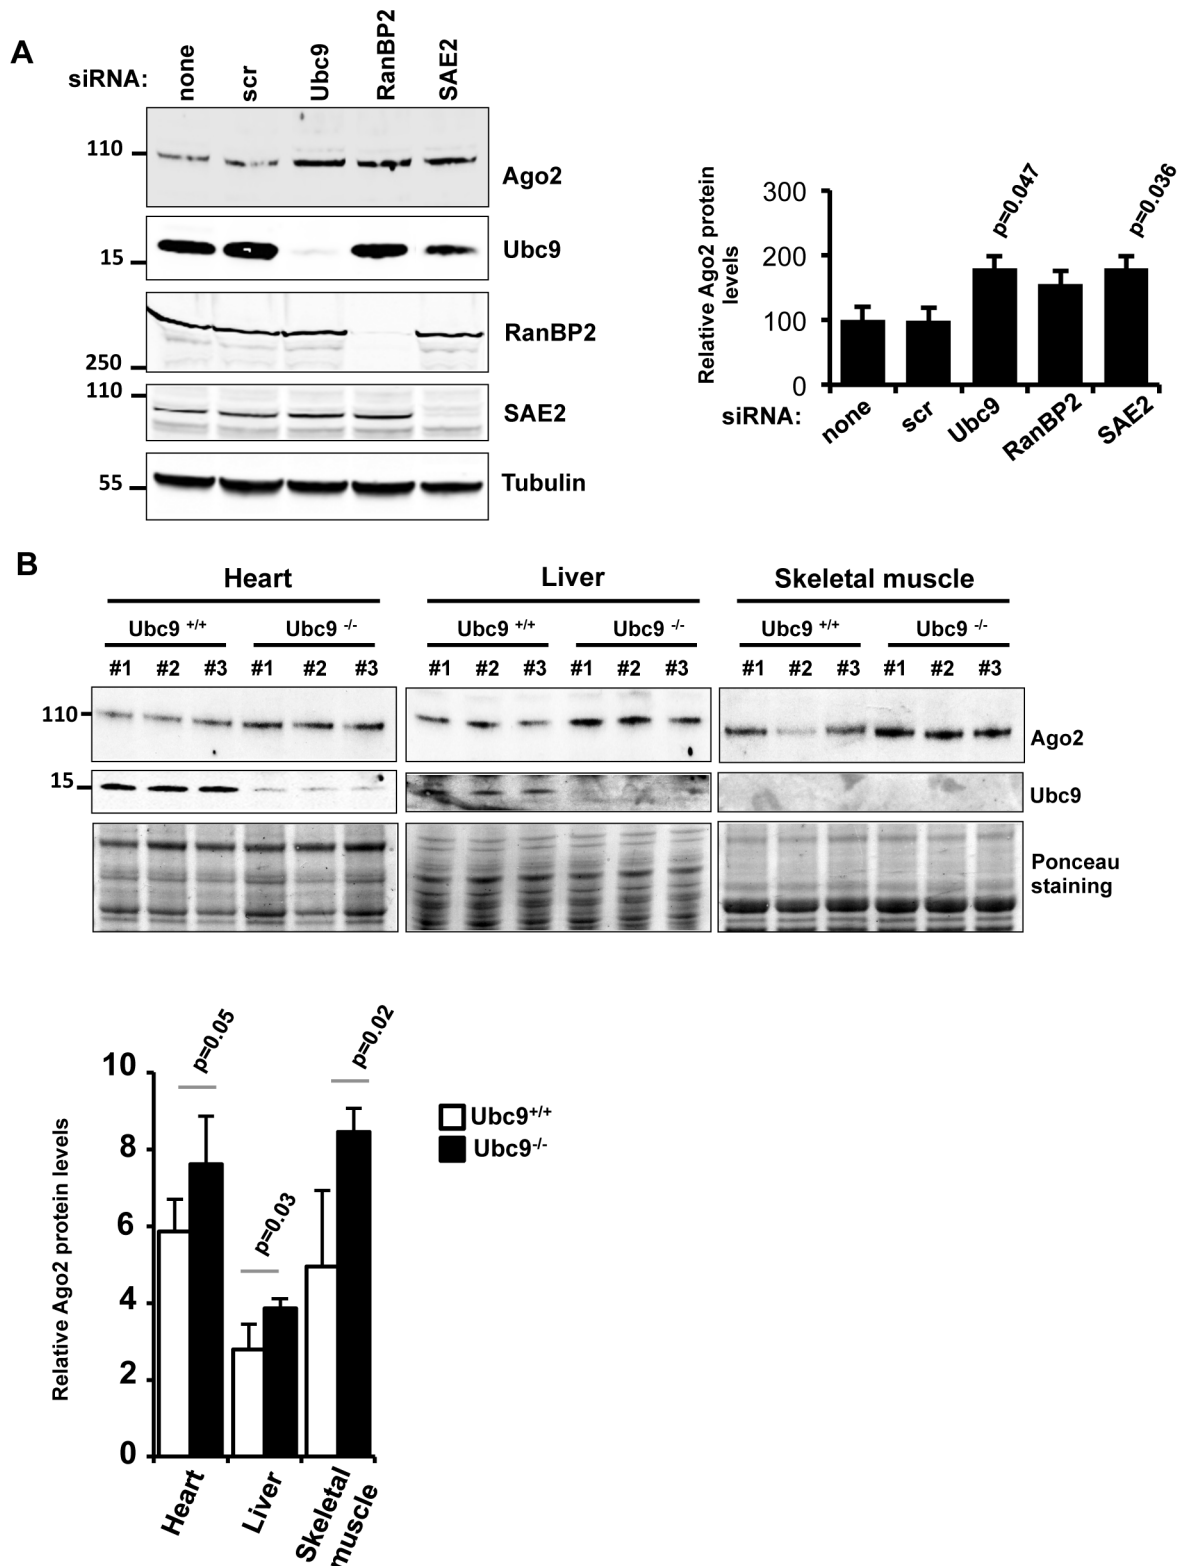 A
siRNA:
none
scr
Ubc9
RanBP2
SAE2
110
Ago2
15
Ubc9
250
RanBP2
110
SAE2
55
Tubulin
Relative Ago2 protein
levels
300
200
100
0
p=0.047
p=0.036
siRNA:
none
scr
Ubc9
RanBP2
SAE2
B
Heart
Liver
Skeletal muscle
Ubc9 +/+
Ubc9 -/-
Ubc9 +/+
Ubc9 -/-
Ubc9 +/+
Ubc9 -/-
#1 #2 #3 #1 #2 #3
#1 #2 #3 #1 #2 #3
#1 #2 #3 #1 #2 #3
110
Ago2
15
Ubc9
Ponceau
staining
Relative Ago2 protein levels
10
8
6
4
2
0
p=0.05
p=0.03
p=0.02
Ubc9+/+
Ubc9-/-
Heart
Liver
Skeletal
muscle